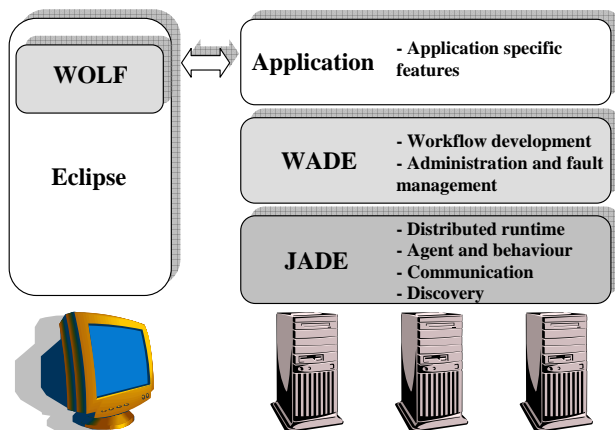 WOLF
Eclipse
Application
- Application specific
features
WADE
- Workflow development
- Administration and fault
management
JADE
- Distributed runtime
- Agent and behaviour
- Communication
- Discovery